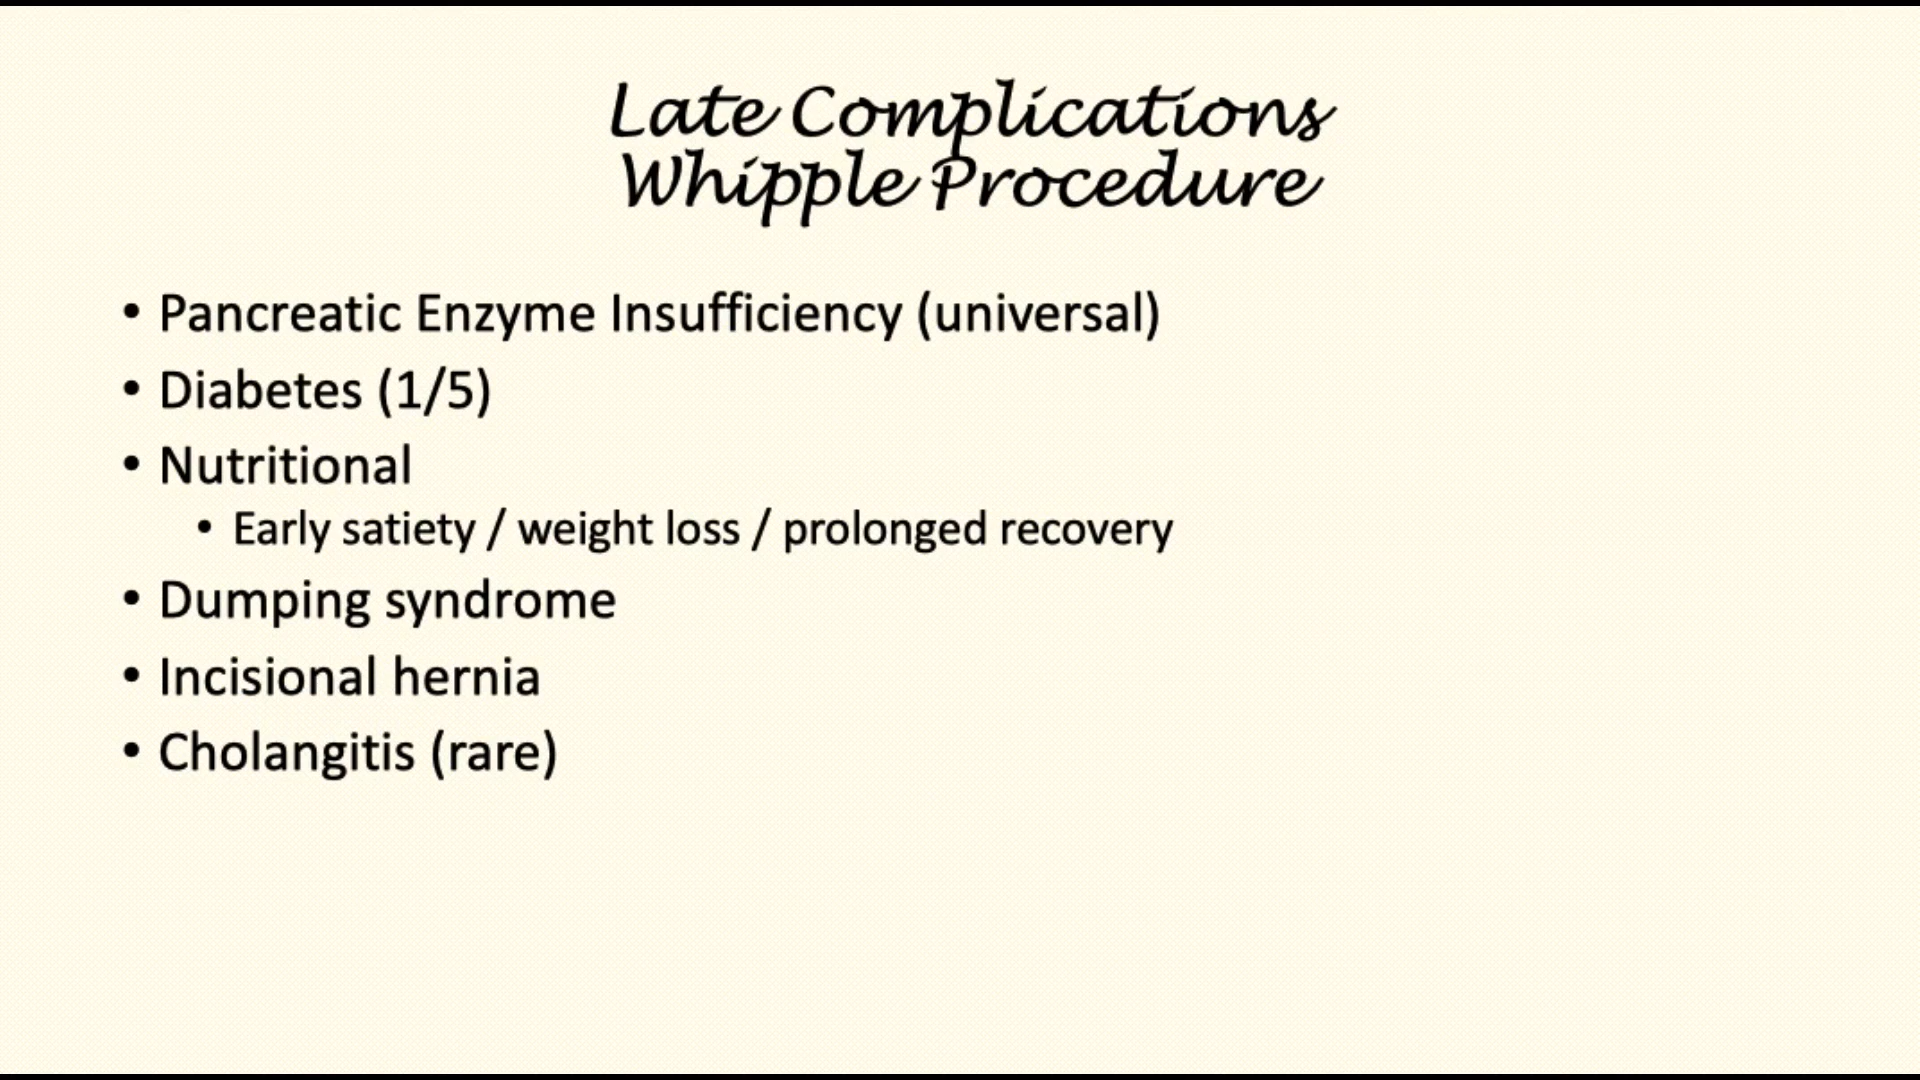 Late Complications
Whipple Procedure
• Pancreatic Enzyme Insufficiency (universal)
• Diabetes (1/5)
• Nutritional
• Early satiety / weight loss / prolonged recovery
• Dumping syndrome
• Incisional hernia
• Cholangitis (rare)